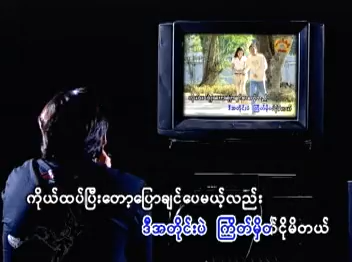 ကိုယ်ထပ်ပြီးတော့ပြောချင်ပေမယ့်လည်း
ဒီအတိုင်းပဲ ကြိတ်မှိတ်ငိုမိတယ်